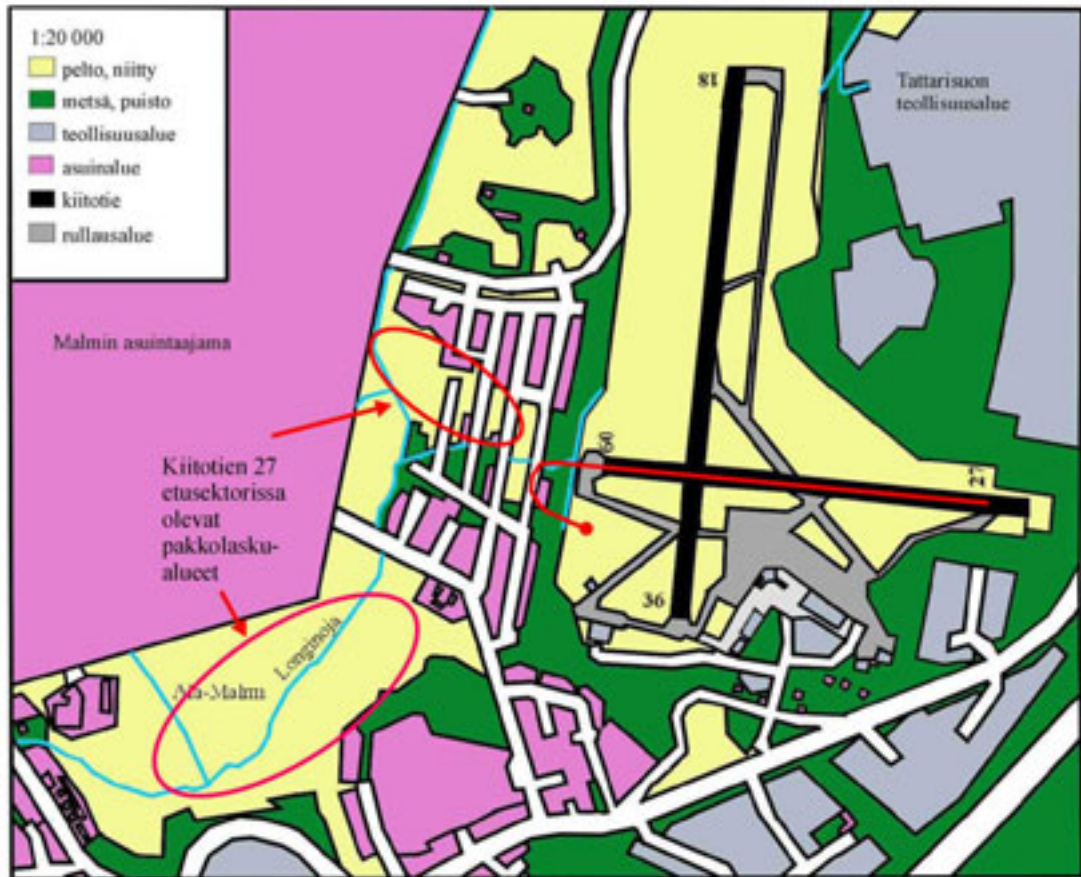 1:20 000
pelto, niitty
metsä, puisto
teollisuusalue
asuinalue
kiitotie
rullausalue
18
Tattarisuon
teollisuusalue
Malmin asuintaajama
Kiitotien 27
etusektorissa
olevat
pakkolasku-
alueet
09
27
36
Longinoja
Ala-Malmi